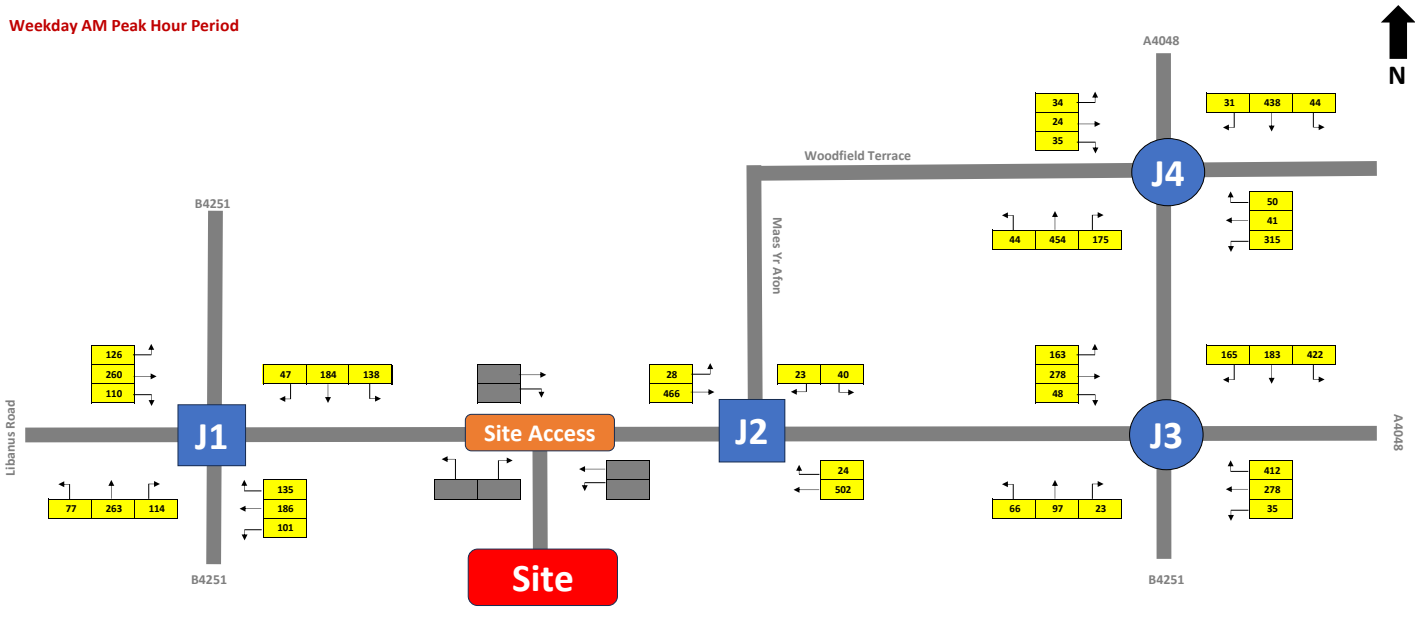 Weekday AM Peak Hour Period
A4048
N
34
24
35
31 438 44
Woodfield Terrace
J4
50
41
315
44 454 175
B4251
Maes Yr Afon
126
260
110
47 184 138
28
466
23 40
163
278
48
165 183 422
Libanus Road
J1
Site Access
J2
J3
A4048
77 263 114
135
186
101
24
502
66 97 23
412
278
35
B4251
Site
B4251